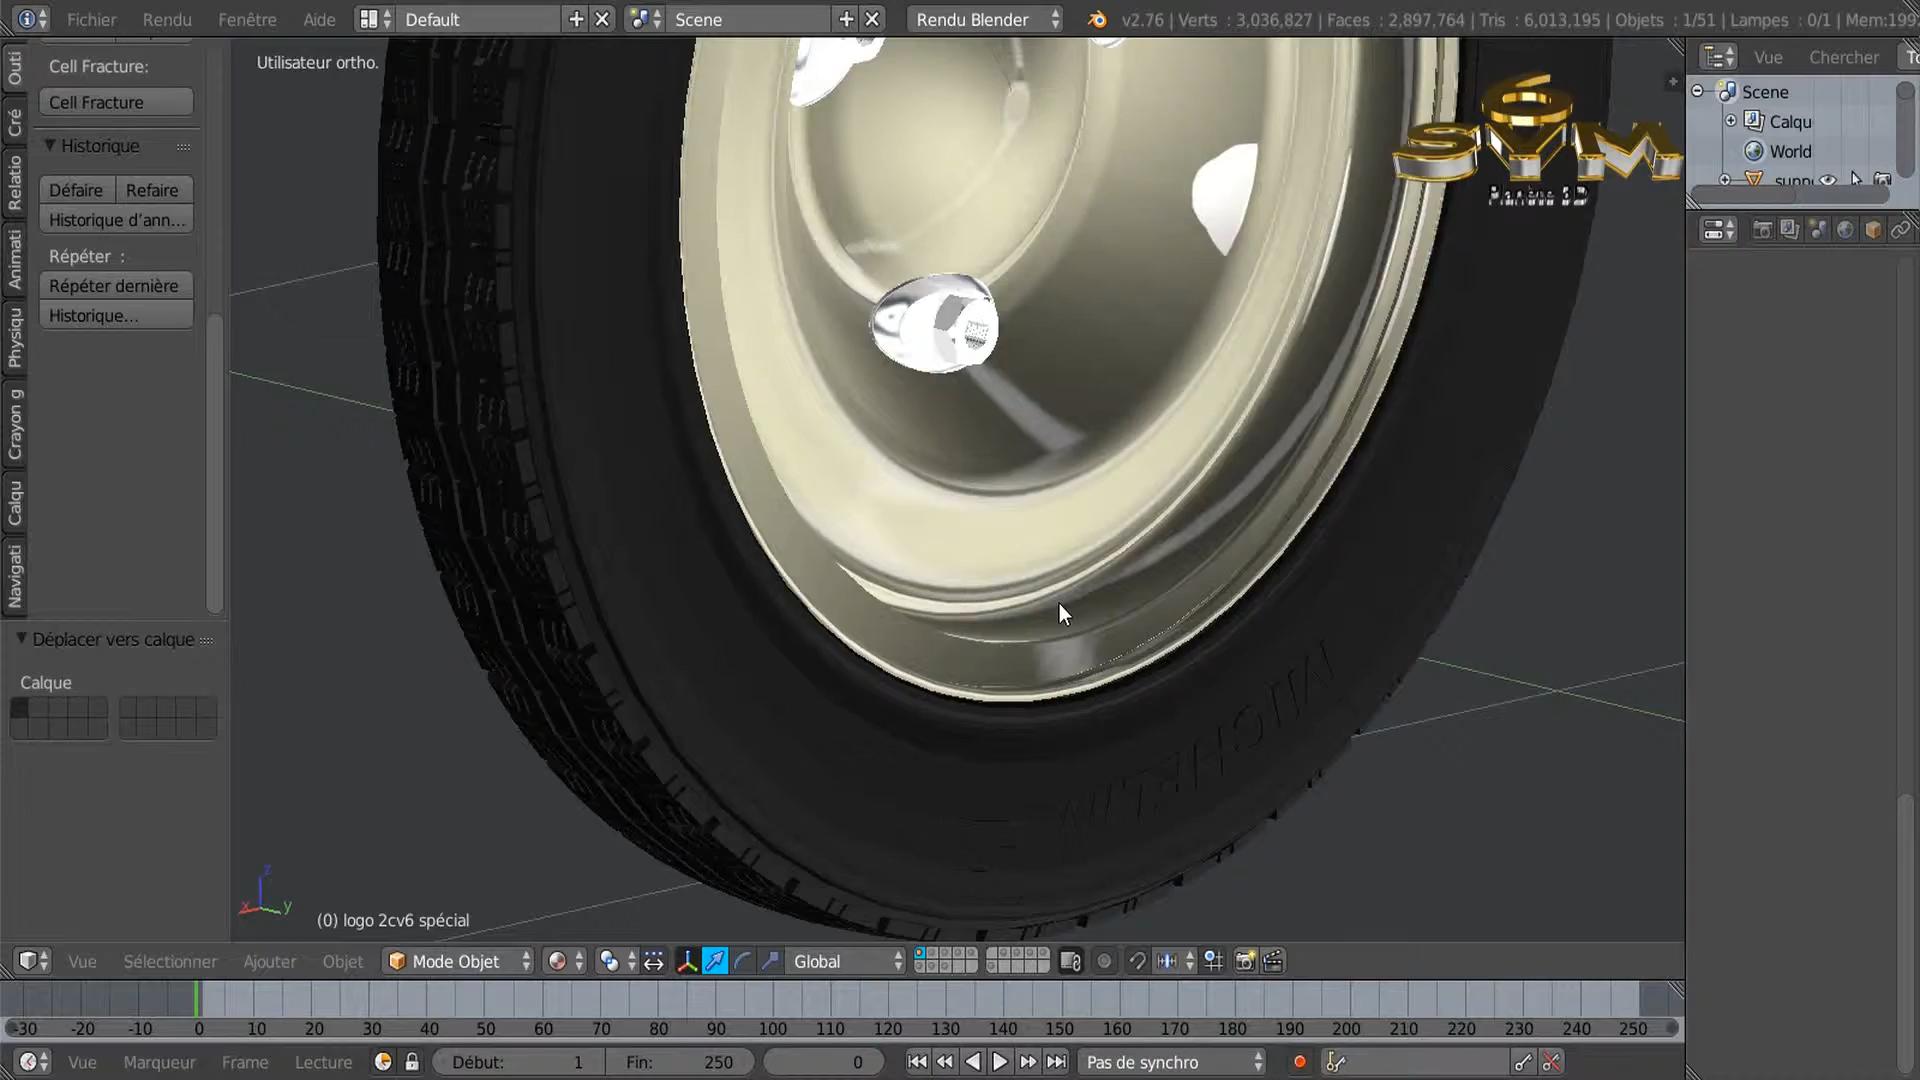 Fichier Rendu Fenêtre Aide Default Scene Rendu Blender v2.76 | Verts : 3,036,827 | Faces : 2,897,764 | Tris : 6,013,195 | Objets : 1/51 | Lampes : 0/1 | Mem:199
Outi
Cré
Relatio
Animati
Physiqu
Crayon g
Calqu
Navigati
Cell Fracture:
Cell Fracture
Historique
Défaire Refaire
Historique d'ann...
Répéter :
Répéter dernière
Historique...
Déplacer vers calque
Calque
Utilisateur ortho.
6
SYM
MICHELIN
z
x y
(0) logo 2cv6 spécial
Vue Chercher To
Scene
Calqu
World
supp
Vue Sélectionner Ajouter Objet Mode Objet Global
-30 -20 -10 0 10 20 30 40 50 60 70 80 90 100 110 120 130 140 150 160 170 180 190 200 210 220 230 240 250
Vue Marqueur Frame Lecture Début: 1 Fin: 250 0 Pas de synchro